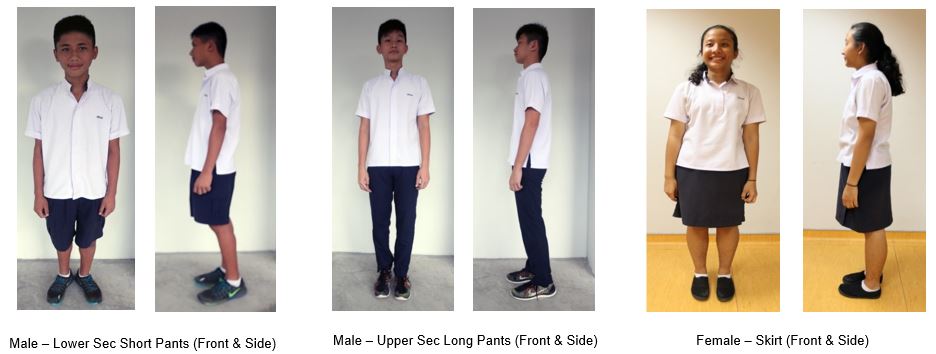 Male – Lower Sec Short Pants (Front & Side)
Male – Upper Sec Long Pants (Front & Side)
Female – Skirt (Front & Side)